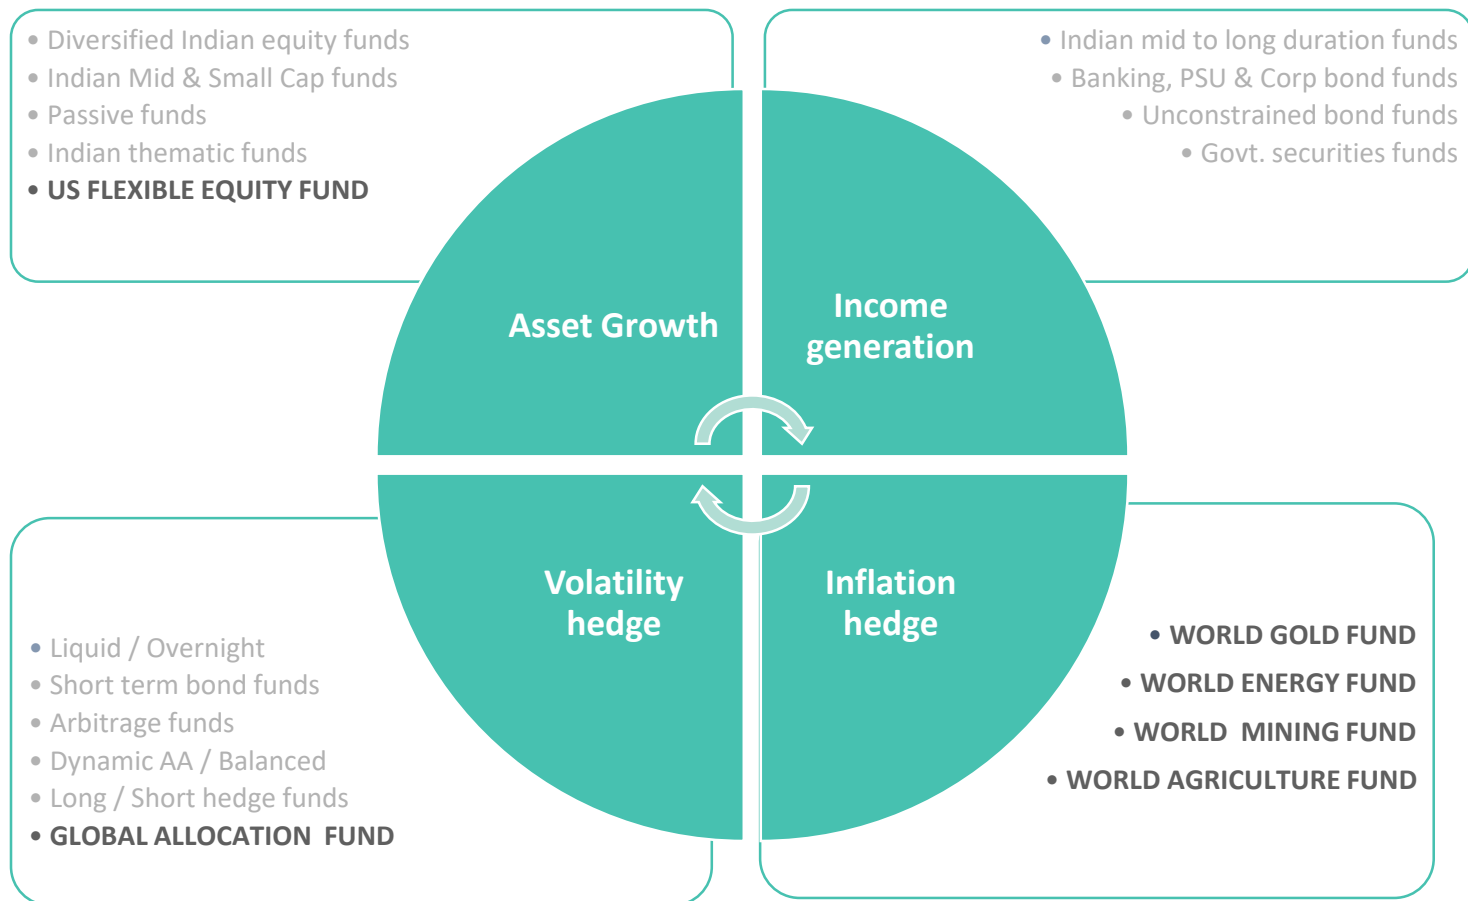 • Diversified Indian equity funds
• Indian Mid & Small Cap funds
• Passive funds
• Indian thematic funds
• US FLEXIBLE EQUITY FUND
• Indian mid to long duration funds
• Banking, PSU & Corp bond funds
• Unconstrained bond funds
• Govt. securities funds
Asset Growth
Income
generation
Volatility
hedge
Inflation
hedge
• Liquid / Overnight
• Short term bond funds
• Arbitrage funds
• Dynamic AA / Balanced
• Long / Short hedge funds
• GLOBAL ALLOCATION  FUND
• WORLD GOLD FUND
• WORLD ENERGY FUND
• WORLD  MINING FUND
• WORLD AGRICULTURE FUND